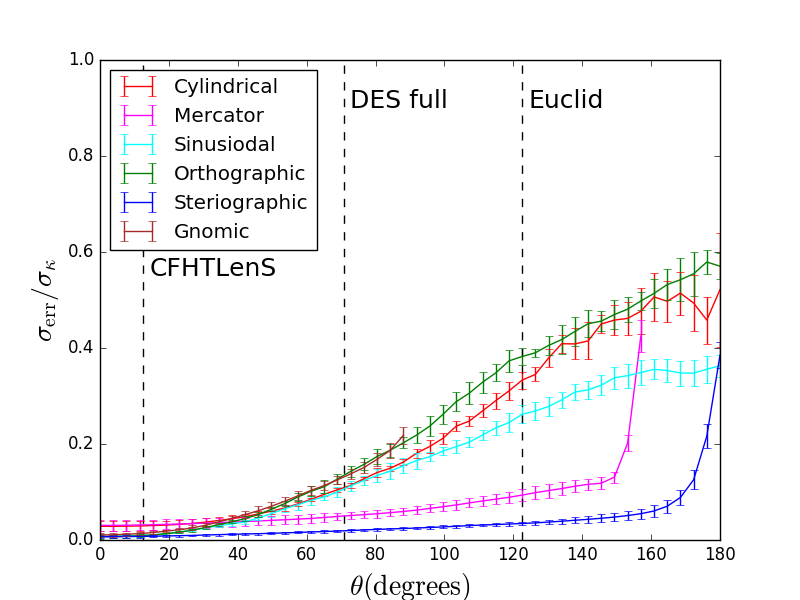 1.0
0.8
0.6
0.4
0.2
0.0
σerr/σκ
Cylindrical
Mercator
Sinusiodal
Orthographic
Steriographic
Gnomic
CFHTLenS
DES full
Euclid
0 20 40 60 80 100 120 140 160 180
θ(degrees)